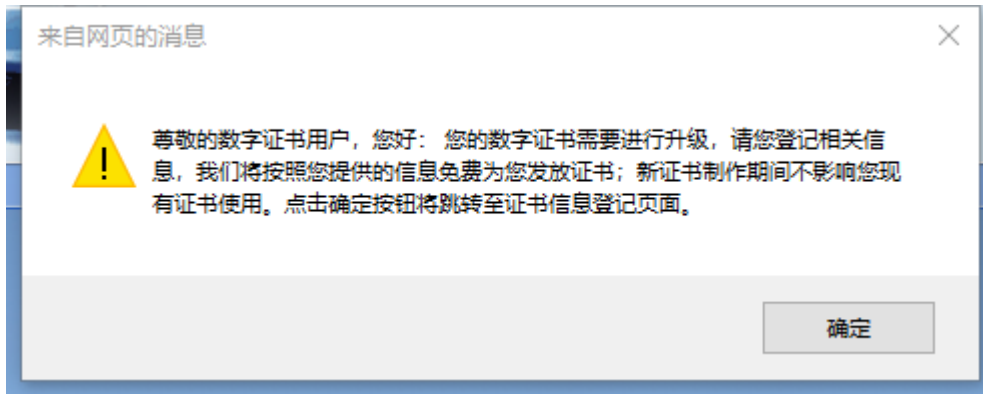 来自网页的消息
尊敬的数字证书用户，您好： 您的数字证书需要进行升级，请您登记相关信
息，我们将按照您提供的信息免费为您发放证书；新证书制作期间不影响您现
有证书使用。点击确定按钮将跳转至证书信息登记页面。
确定